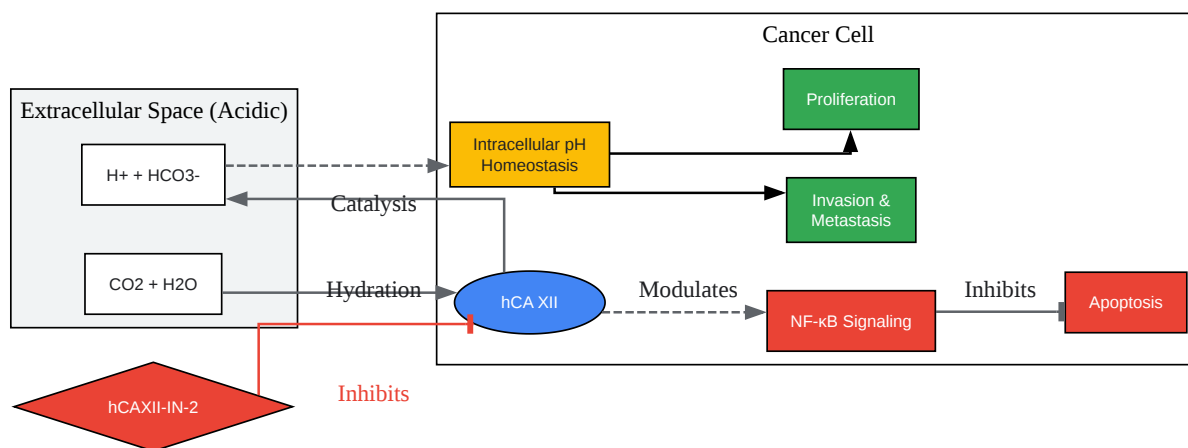 Cancer Cell
Extracellular Space (Acidic)
Proliferation
Intracellular pH
Homeostasis
H+ + HCO3-
Catalysis
Invasion &
Metastasis
CO2 + H2O
Hydration
hCA XII
Modulates
NF-κB Signaling
Inhibits
Apoptosis
hCAXII-IN-2
Inhibits